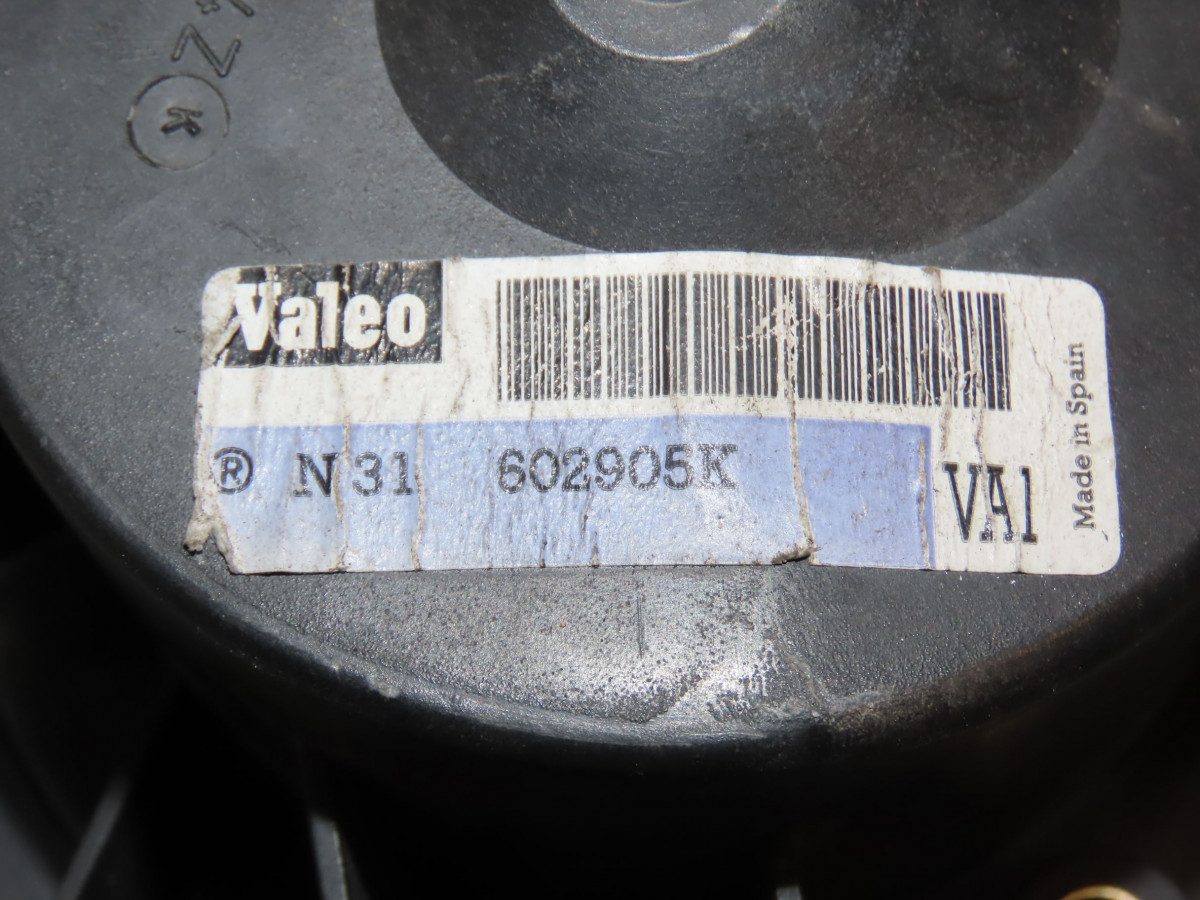 K
Valeo
® N 31 602905K
VA1
Made in Spain